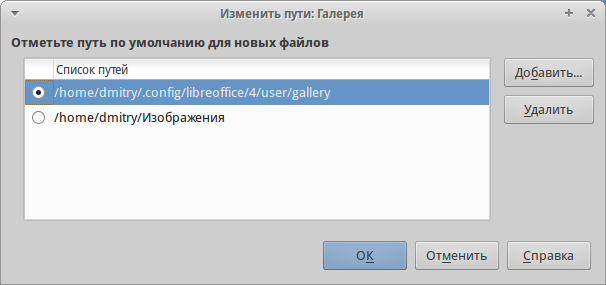 Изменить пути: Галерея
Отметьте путь по умолчанию для новых файлов
Список путей
/home/dmitry/.config/libreoffice/4/user/gallery
/home/dmitry/Изображения
Добавить...
Удалить
OK
Отменить
Справка